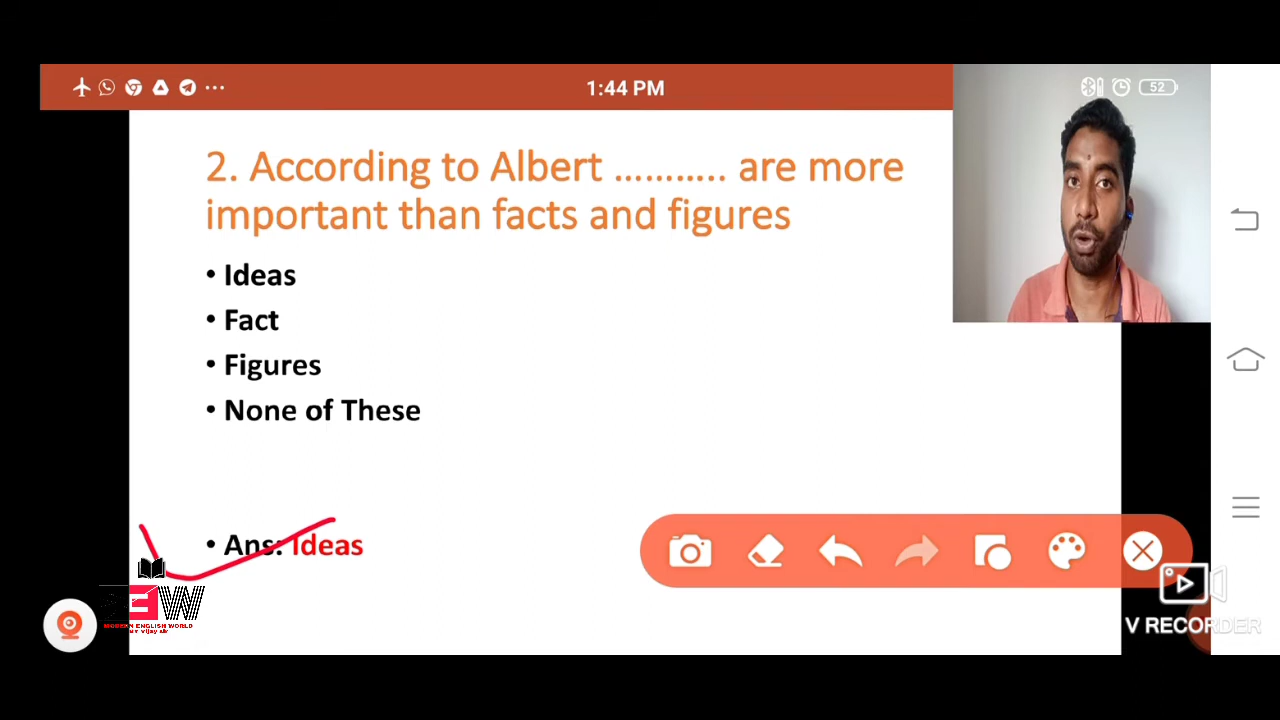 1:44 PM
52
2. According to Albert ........... are more
important than facts and figures
• Ideas
• Fact
• Figures
• None of These
• Ans: Ideas
MODERN ENGLISH WORLD
BY vijay sir
V RECORDER